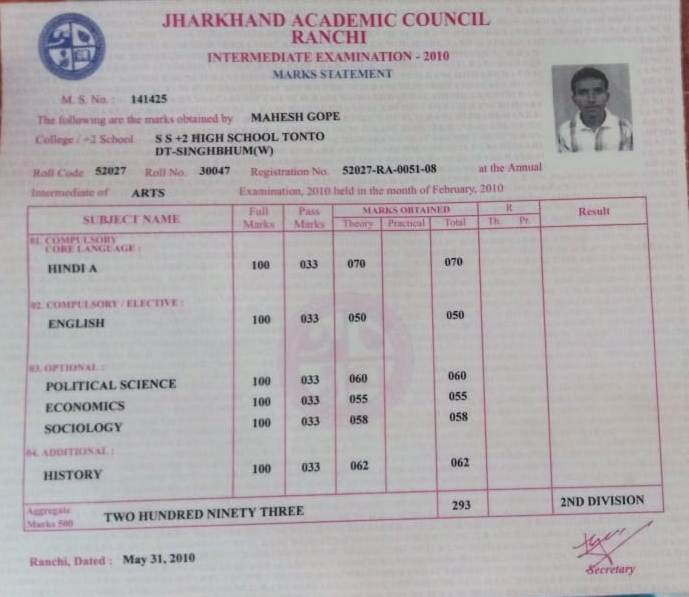 JHARKHAND ACADEMIC COUNCIL
RANCHI
INTERMEDIATE EXAMINATION - 2010
MARKS STATEMENT
M. S. No. : 141425
The following are the marks obtained by MAHESH GOPE
College / +2 School S S +2 HIGH SCHOOL TONTO
DT-SINGHBHUM(W)
Roll Code 52027 Roll No. 30047 Registration No. 52027-RA-0051-08 at the Annual
Intermediate of ARTS Examination, 2010 held in the month of February, 2010
SUBJECT NAME Full Marks Pass Marks MARKS OBTAINED Theory Practical Total R Th. Pr. Result
01. COMPULSORY
CORE LANGUAGE :
HINDI A 100 033 070 070
02. COMPULSORY / ELECTIVE :
ENGLISH 100 033 050 050
03. OPTIONAL :
POLITICAL SCIENCE 100 033 060 060
ECONOMICS 100 033 055 055
SOCIOLOGY 100 033 058 058
04. ADDITIONAL :
HISTORY 100 033 062 062
Aggregate
Marks 500 TWO HUNDRED NINETY THREE 293 2ND DIVISION
Ranchi, Dated : May 31, 2010
Secretary